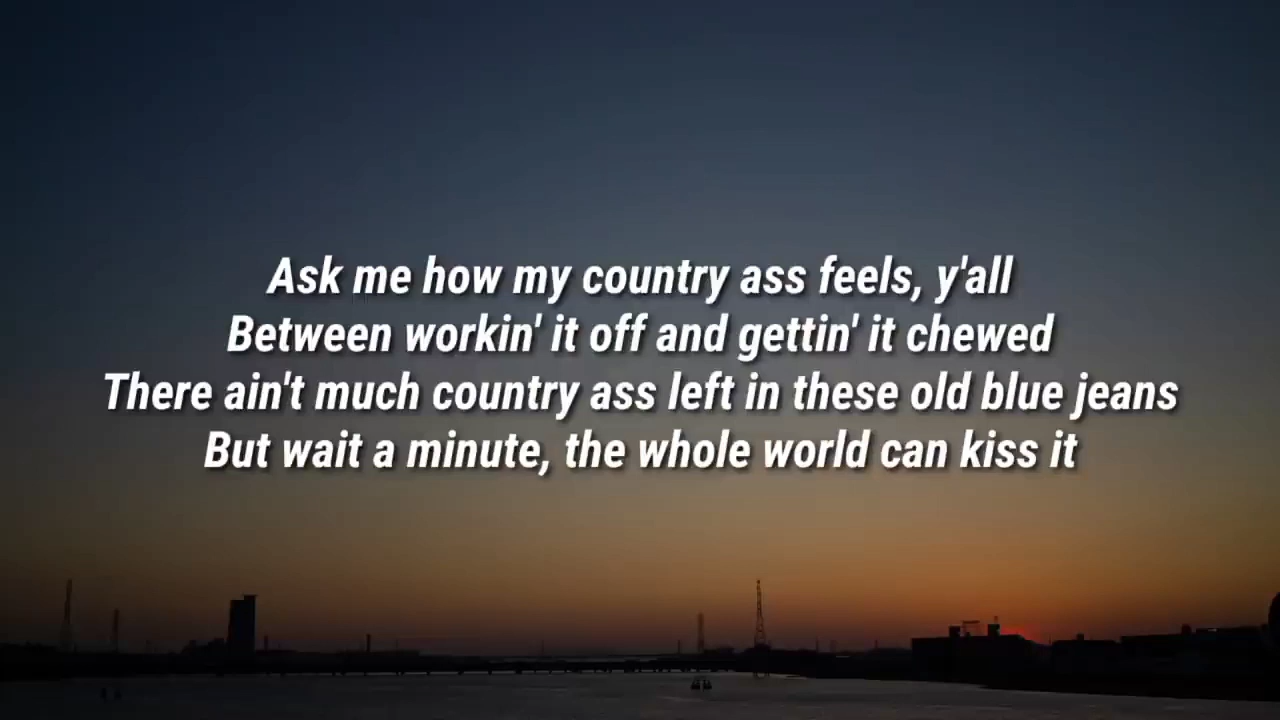 Ask me how my country ass feels, y'all
Between workin' it off and gettin' it chewed
There ain't much country ass left in these old blue jeans
But wait a minute, the whole world can kiss it